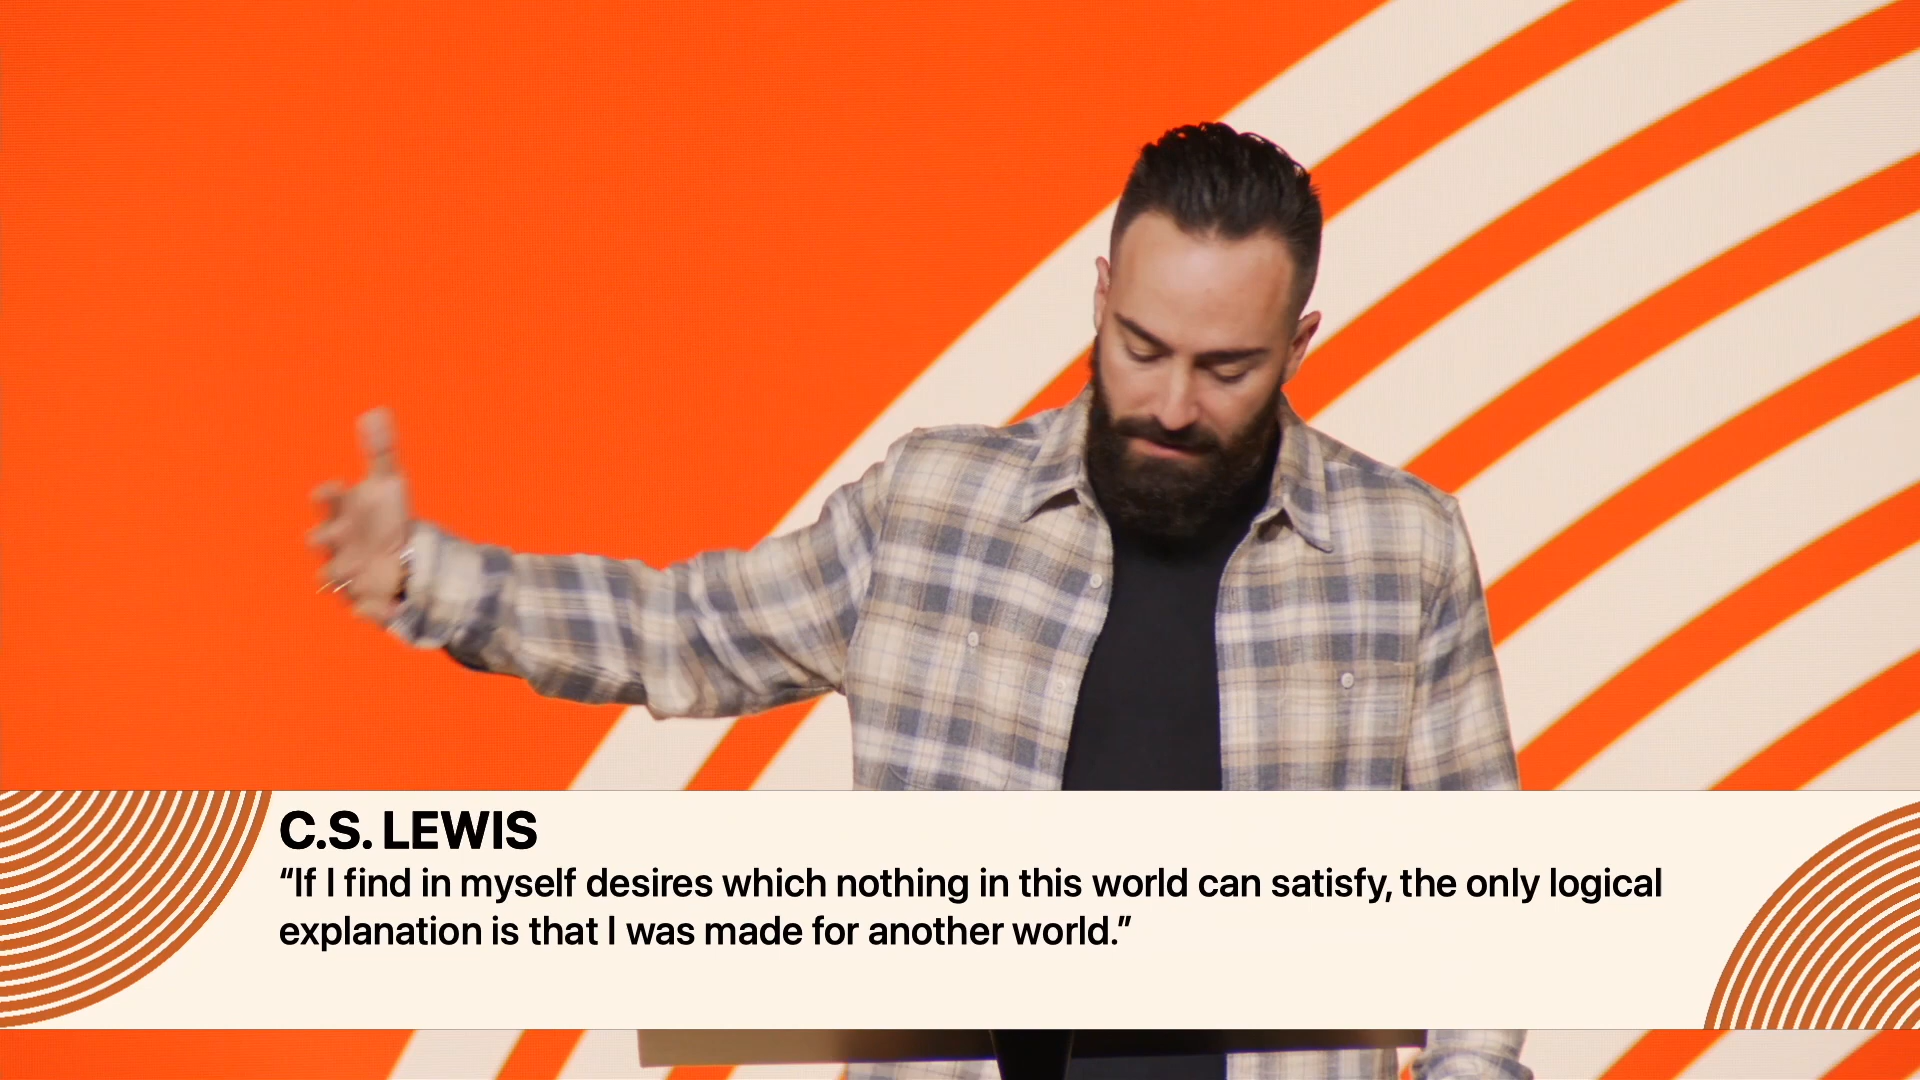 C.S. LEWIS
“If I find in myself desires which nothing in this world can satisfy, the only logical
explanation is that I was made for another world.”